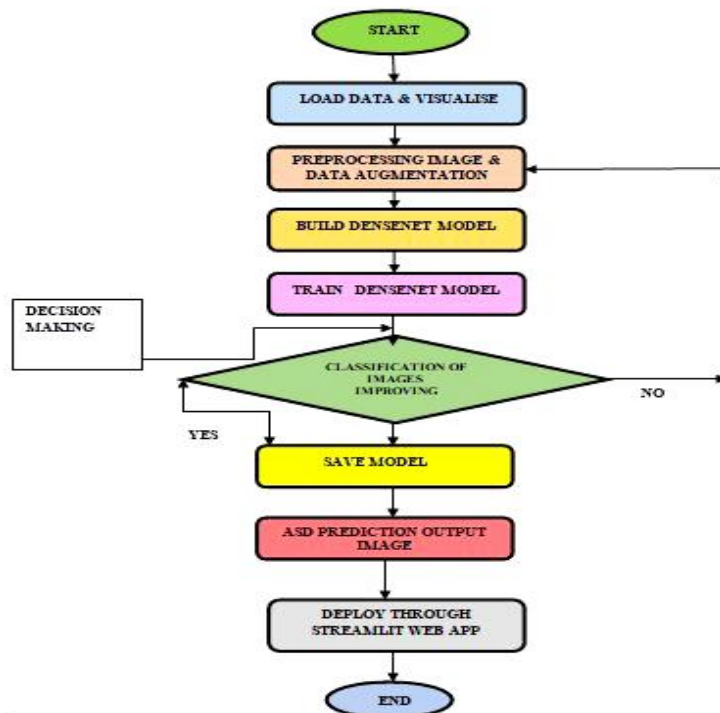 START
LOAD DATA & VISUALISE
PREPROCESSING IMAGE &
DATA AUGMENTATION
BUILD DENSENET MODEL
TRAIN DENSENET MODEL
DECISION
MAKING
CLASSIFICATION OF
IMAGES
IMPROVING
NO
YES
SAVE MODEL
ASD PREDICTION OUTPUT
IMAGE
DEPLOY THROUGH
STREAMLIT WEB APP
END